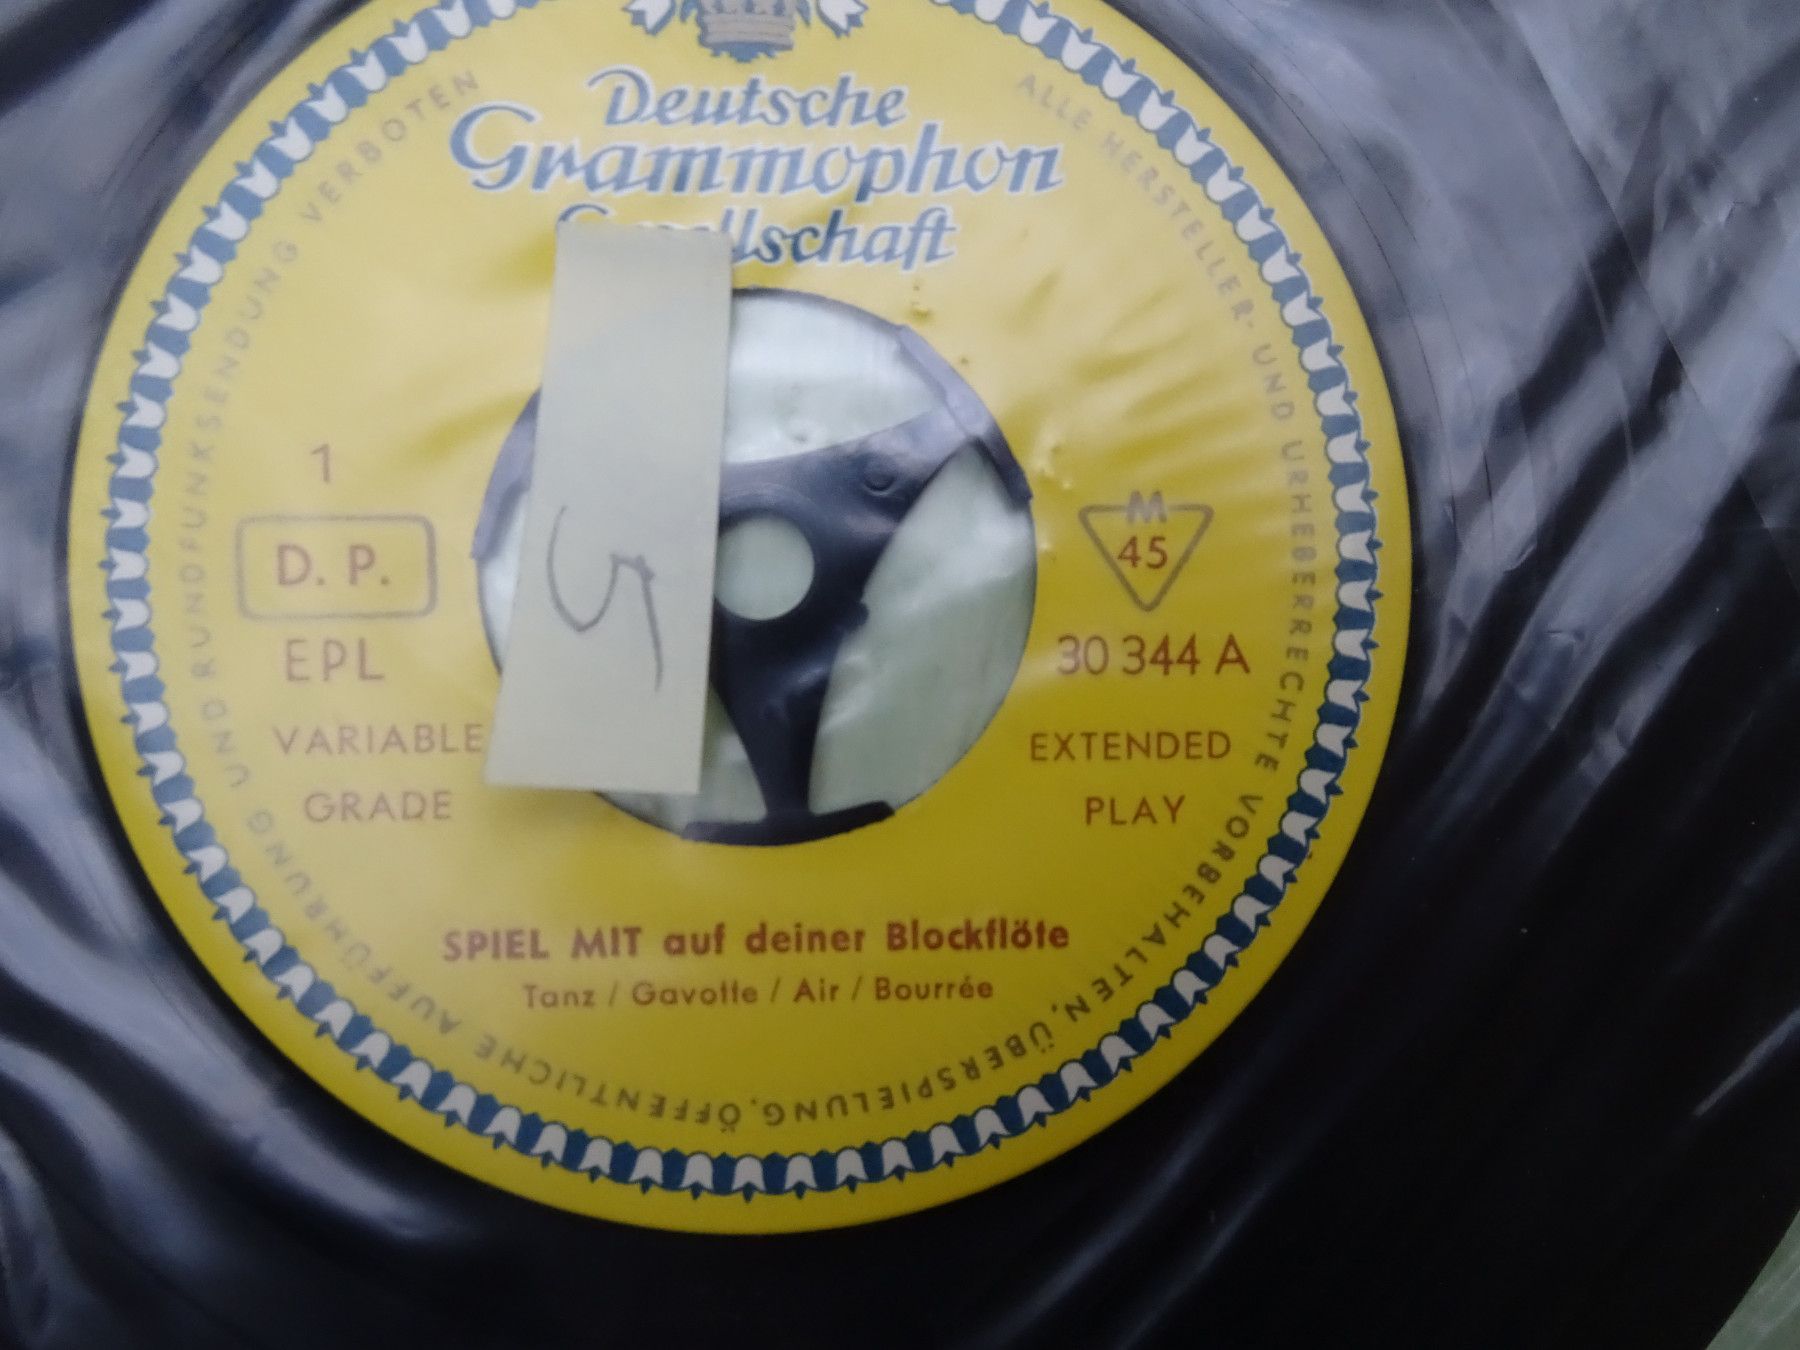 Deutsche
Grammophon
Gesellschaft
ALLE HERSTELLER- UND URHEBERRECHTE VORBEHALTEN, ÜBERSPIELUNG, ÖFFENTLICHE AUFFÜHRUNG UND RUNDFUNKSENDUNG VERBOTEN
1
D. P.
EPL
VARIABLE
GRADE
5
M
45
30 344 A
EXTENDED
PLAY
SPIEL MIT auf deiner Blockflöte
Tanz / Gavotte / Air / Bourrée